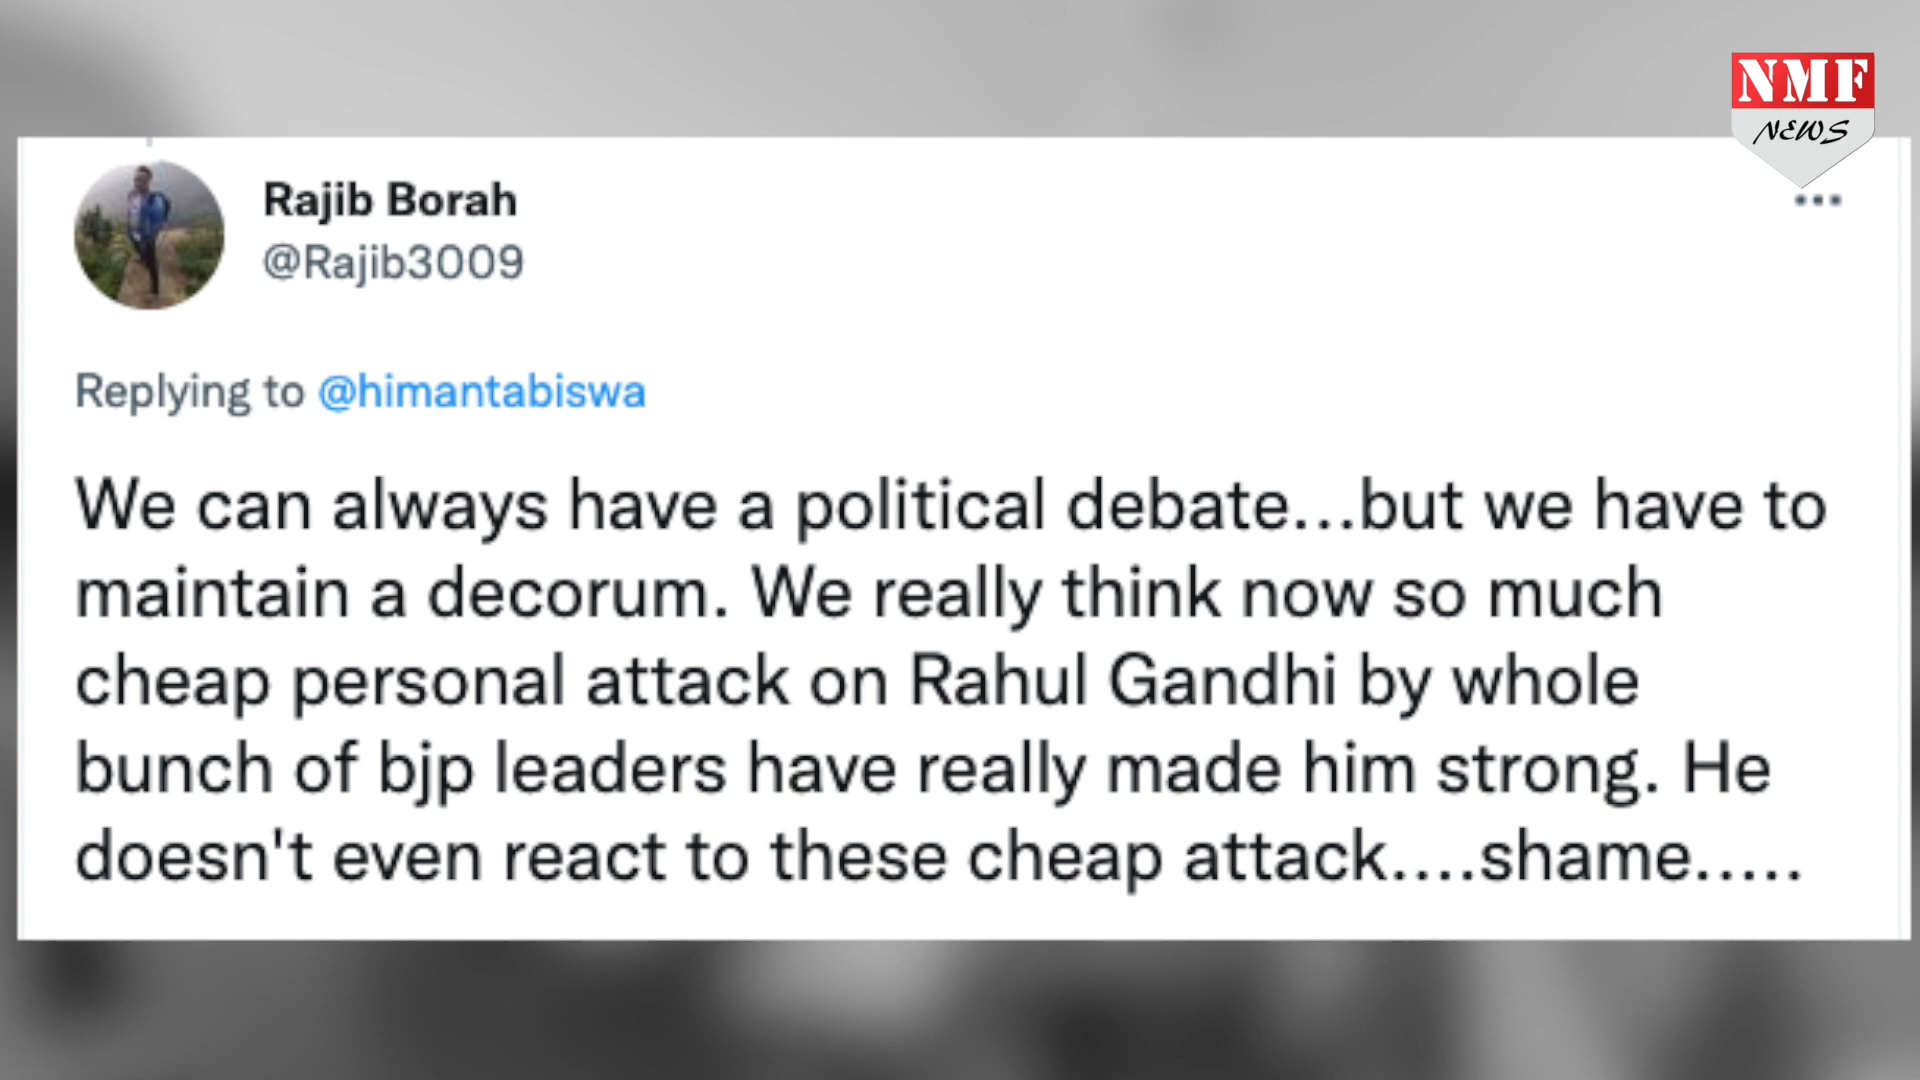 NMF
NEWS
Rajib Borah
@Rajib3009
Replying to @himantabiswa
We can always have a political debate...but we have to
maintain a decorum. We really think now so much
cheap personal attack on Rahul Gandhi by whole
bunch of bjp leaders have really made him strong. He
doesn't even react to these cheap attack....shame.....